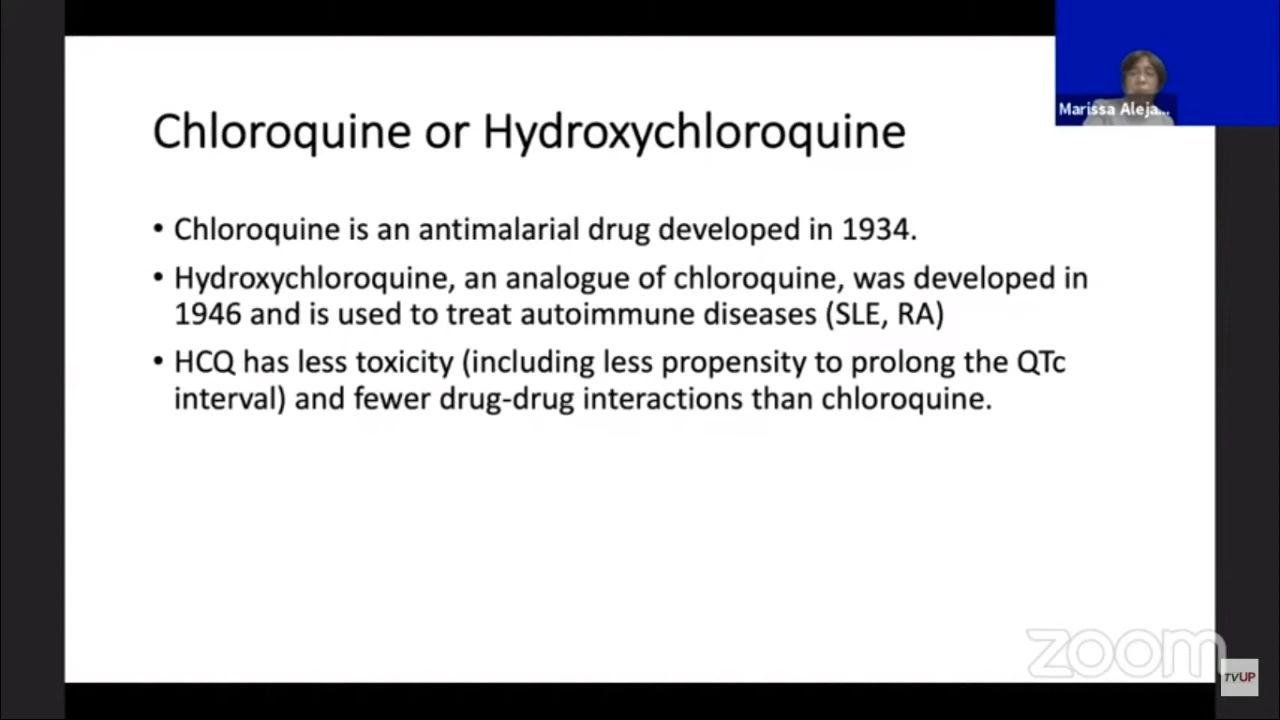 Marissa Aleja...
Chloroquine or Hydroxychloroquine
• Chloroquine is an antimalarial drug developed in 1934.
• Hydroxychloroquine, an analogue of chloroquine, was developed in
1946 and is used to treat autoimmune diseases (SLE, RA)
• HCQ has less toxicity (including less propensity to prolong the QTc
interval) and fewer drug-drug interactions than chloroquine.
zoom
TVUP